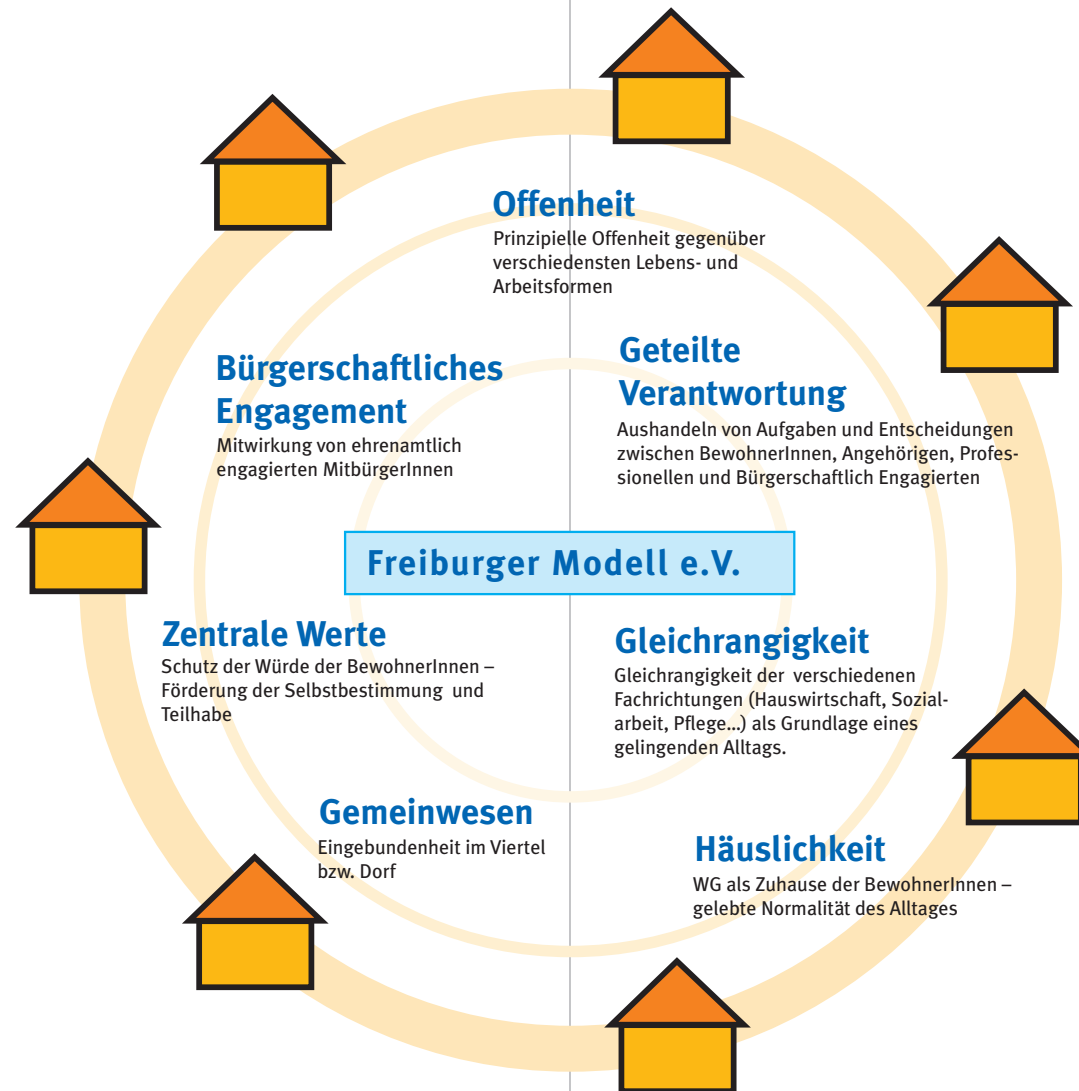 Offenheit
Prinzipielle Offenheit gegenüber
verschiedensten Lebens- und
Arbeitsformen
Bürgerschaftliches
Engagement
Mitwirkung von ehrenamtlich
engagierten MitbürgerInnen
Geteilte
Verantwortung
Aushandeln von Aufgaben und Entscheidungen
zwischen BewohnerInnen, Angehörigen, Profes-
sionellen und Bürgerschaftlich Engagierten
Freiburger Modell e.V.
Zentrale Werte
Schutz der Würde der BewohnerInnen –
Förderung der Selbstbestimmung und
Teilhabe
Gleichrangigkeit
Gleichrangigkeit der verschiedenen
Fachrichtungen (Hauswirtschaft, Sozial-
arbeit, Pflege...) als Grundlage eines
gelingenden Alltags.
Gemeinwesen
Eingebundenheit im Viertel
bzw. Dorf
Häuslichkeit
WG als Zuhause der BewohnerInnen –
gelebte Normalität des Alltages